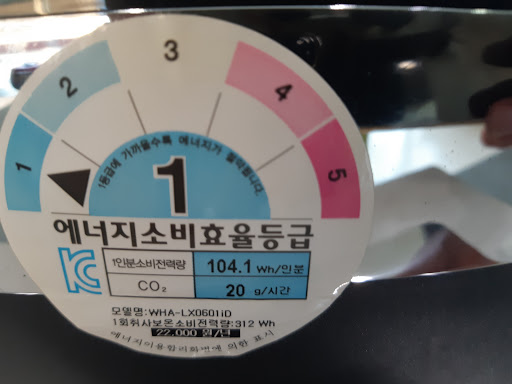 1
2
3
4
5
1등급에 가까울수록 에너지가 절약됩니다.
1
에너지소비효율등급
1인분소비전력량
104.1 Wh/인분
CO₂
20 g/시간
모델명:WHA-LX0601iD
1회취사보온소비전력량:312 Wh
22,000 원/년
에너지이용합리화법에 의한 표시